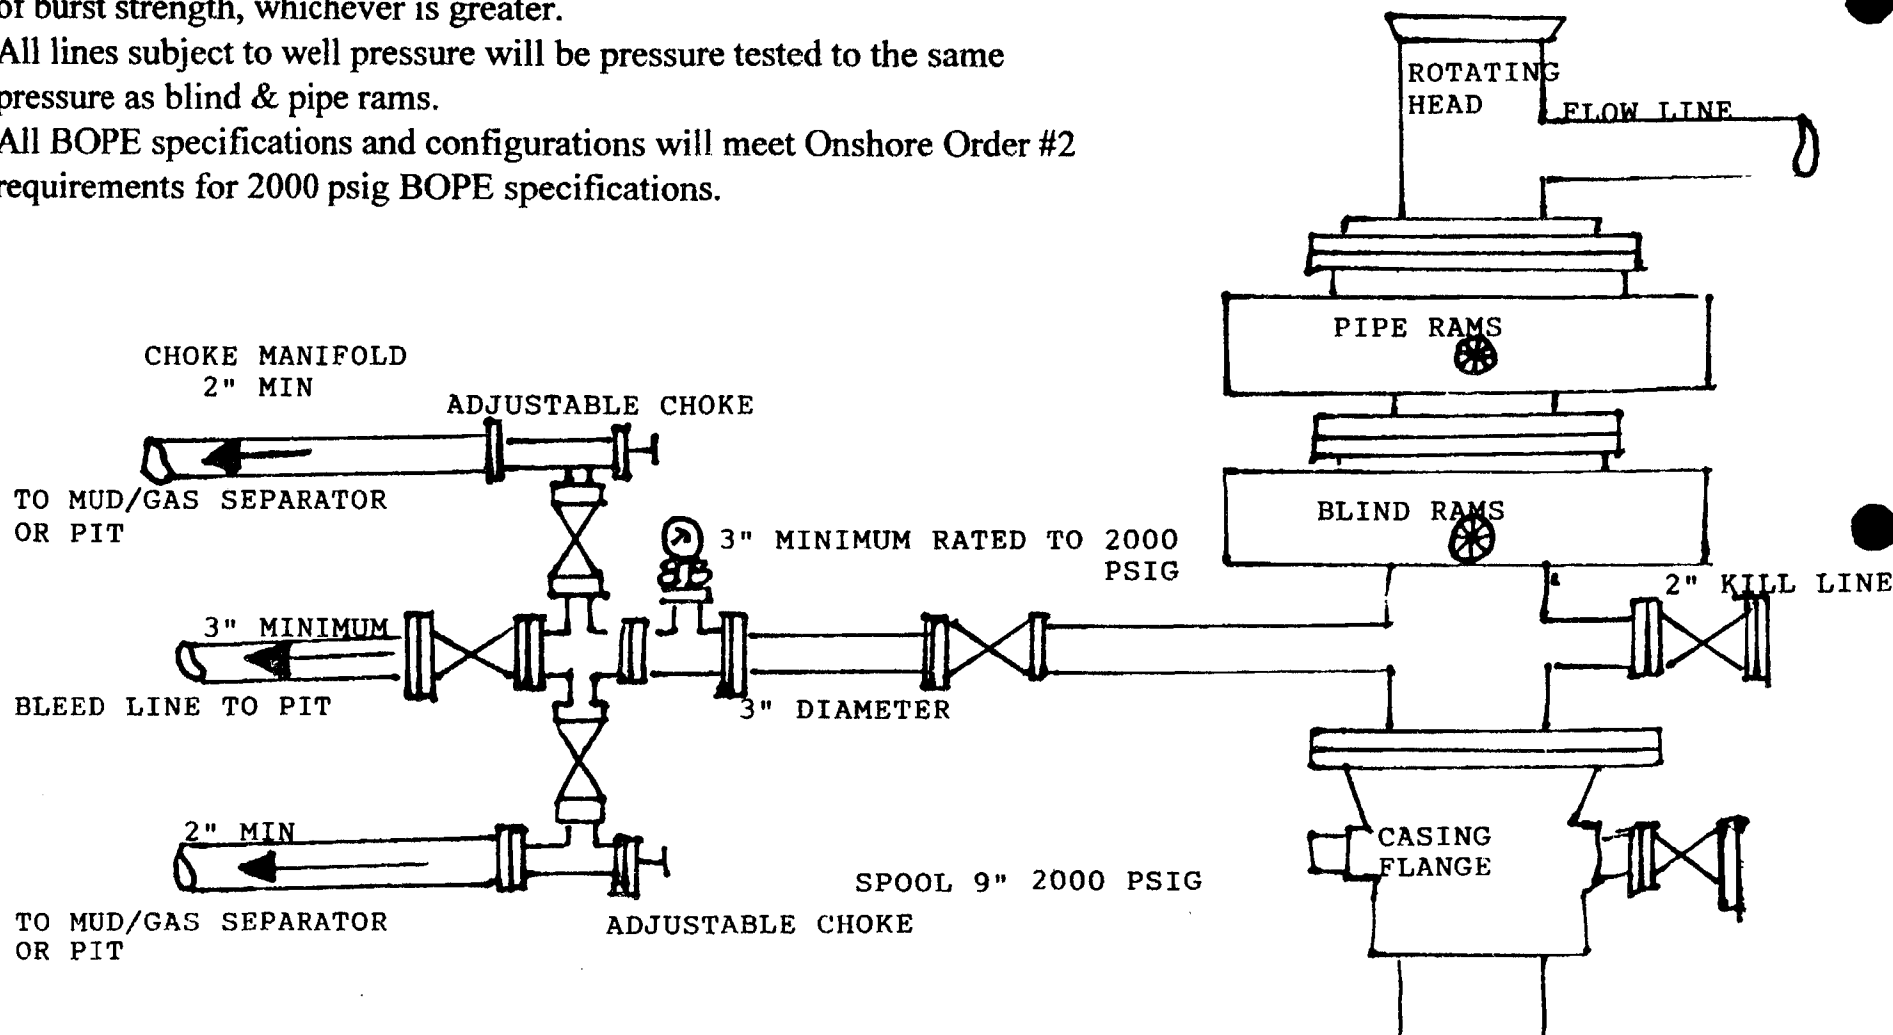 of burst strength, whichever is greater.
All lines subject to well pressure will be pressure tested to the same
pressure as blind & pipe rams.
All BOPE specifications and configurations will meet Onshore Order #2
requirements for 2000 psig BOPE specifications.
ROTATING
HEAD
FLOW LINE
PIPE RAMS
CHOKE MANIFOLD
2" MIN
ADJUSTABLE CHOKE
TO MUD/GAS SEPARATOR
OR PIT
BLIND RAMS
3" MINIMUM RATED TO 2000
PSIG
2" KILL LINE
3" MINIMUM
BLEED LINE TO PIT
3" DIAMETER
2" MIN
CASING
FLANGE
SPOOL 9" 2000 PSIG
TO MUD/GAS SEPARATOR
OR PIT
ADJUSTABLE CHOKE